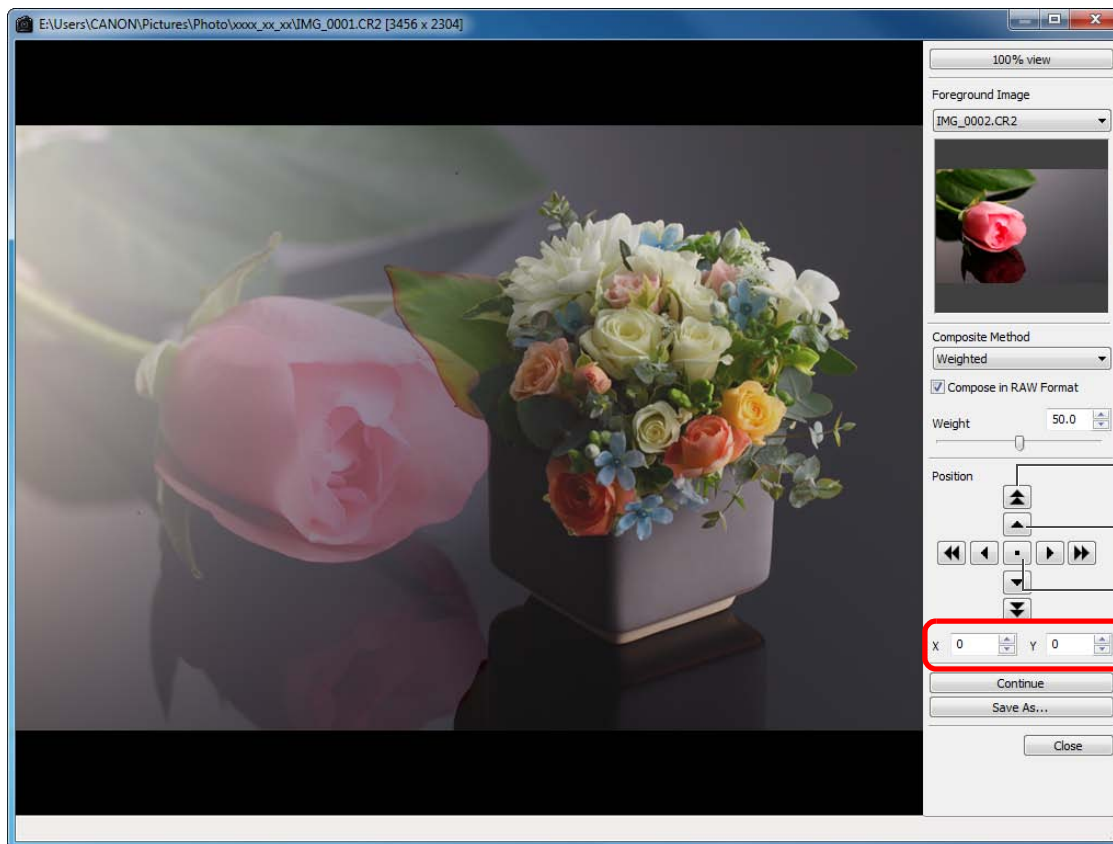 E:\Users\CANON\Pictures\Photo\xxxx_xx_xx\IMG_0001.CR2 [3456 x 2304]
100% view
Foreground Image
IMG_0002.CR2
Composite Method
Weighted
Compose in RAW Format
Weight 50.0
Position
X 0 Y 0
Continue
Save As...
Close